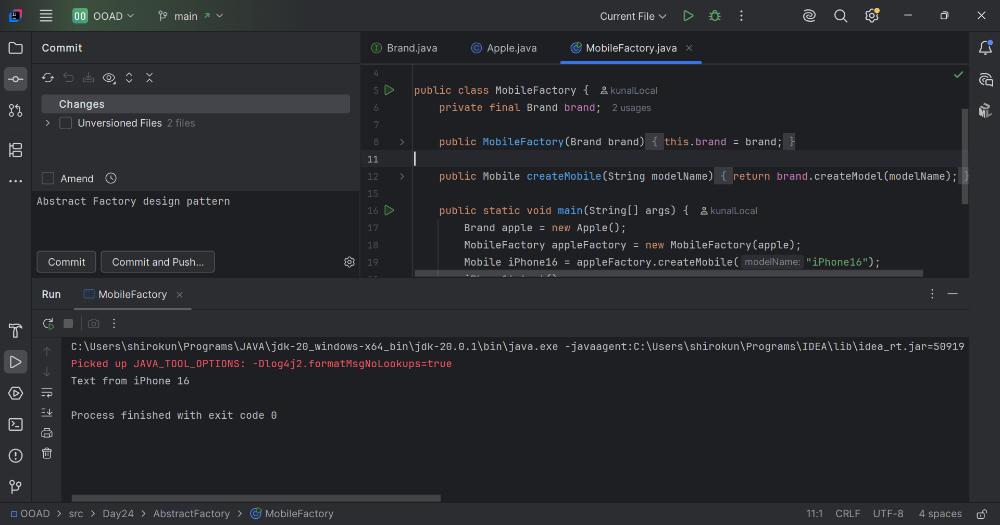 OO OOAD main Current File
Commit
Changes
Unversioned Files 2 files
Amend
Abstract Factory design pattern
Commit Commit and Push...
Brand.java Apple.java MobileFactory.java
4
5 public class MobileFactory { kunalLocal
6 private final Brand brand; 2 usages
7
8 public MobileFactory(Brand brand) { this.brand = brand; }
11
12 public Mobile createMobile(String modelName) { return brand.createModel(modelName); }
15
16 public static void main(String[] args) { kunalLocal
17 Brand apple = new Apple();
18 MobileFactory appleFactory = new MobileFactory(apple);
19 Mobile iPhone16 = appleFactory.createMobile( modelName: "iPhone16");
Run MobileFactory
C:\Users\shirokun\Programs\JAVA\jdk-20_windows-x64_bin\jdk-20.0.1\bin\java.exe -javaagent:C:\Users\shirokun\Programs\IDEA\lib\idea_rt.jar=50919
Picked up JAVA_TOOL_OPTIONS: -Dlog4j2.formatMsgNoLookups=true
Text from iPhone 16
Process finished with exit code 0
OOAD > src > Day24 > AbstractFactory > MobileFactory
11:1 CRLF UTF-8 4 spaces